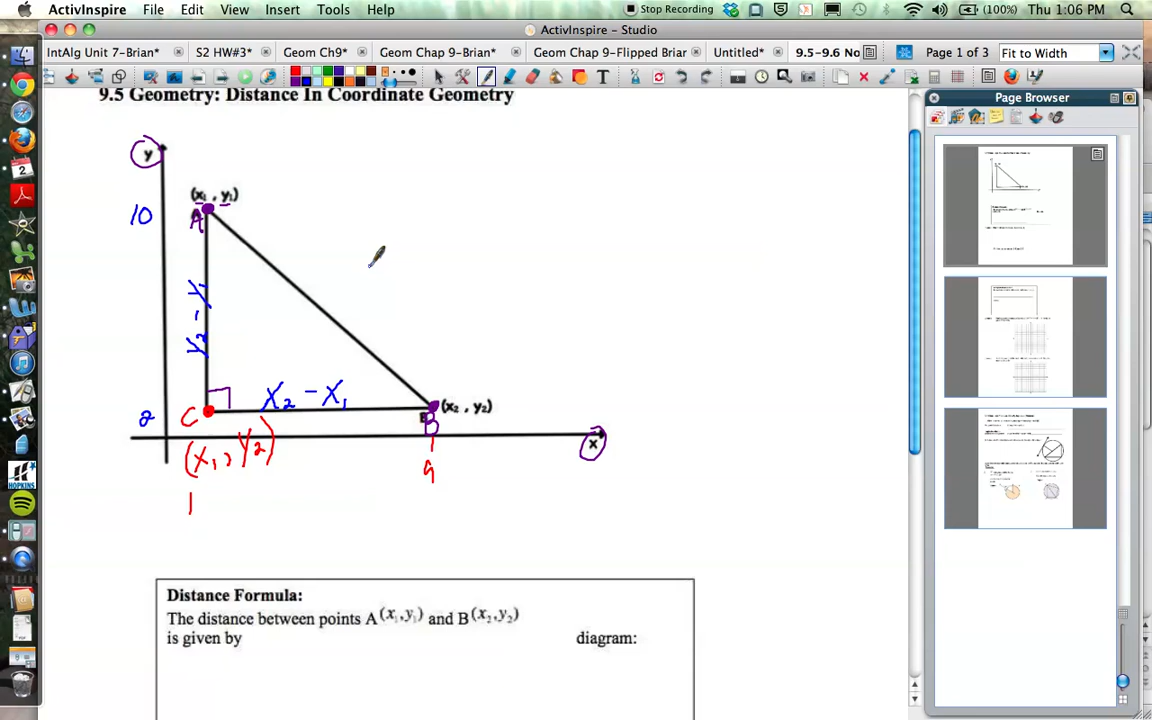 ActivInspire File Edit View Insert Tools Help Stop Recording (100%) Thu 1:06 PM
ActivInspire - Studio
IntAlg Unit 7-Brian* S2 HW#3* Geom Ch9* Geom Chap 9-Brian* Geom Chap 9-Flipped Briar Untitled* 9.5-9.6 No Page 1 of 3 Fit to Width
9.5 Geometry: Distance In Coordinate Geometry
Page Browser
y
(x₁ , y₁)
10
A
y₂ - y₁
x₂ - x₁
2
C
(x₂ , y₂)
B
(x₁, y₂)
x
9
1
Distance Formula:
The distance between points A(x₁,y₁) and B(x₂,y₂)
is given by diagram:
HOPKINS